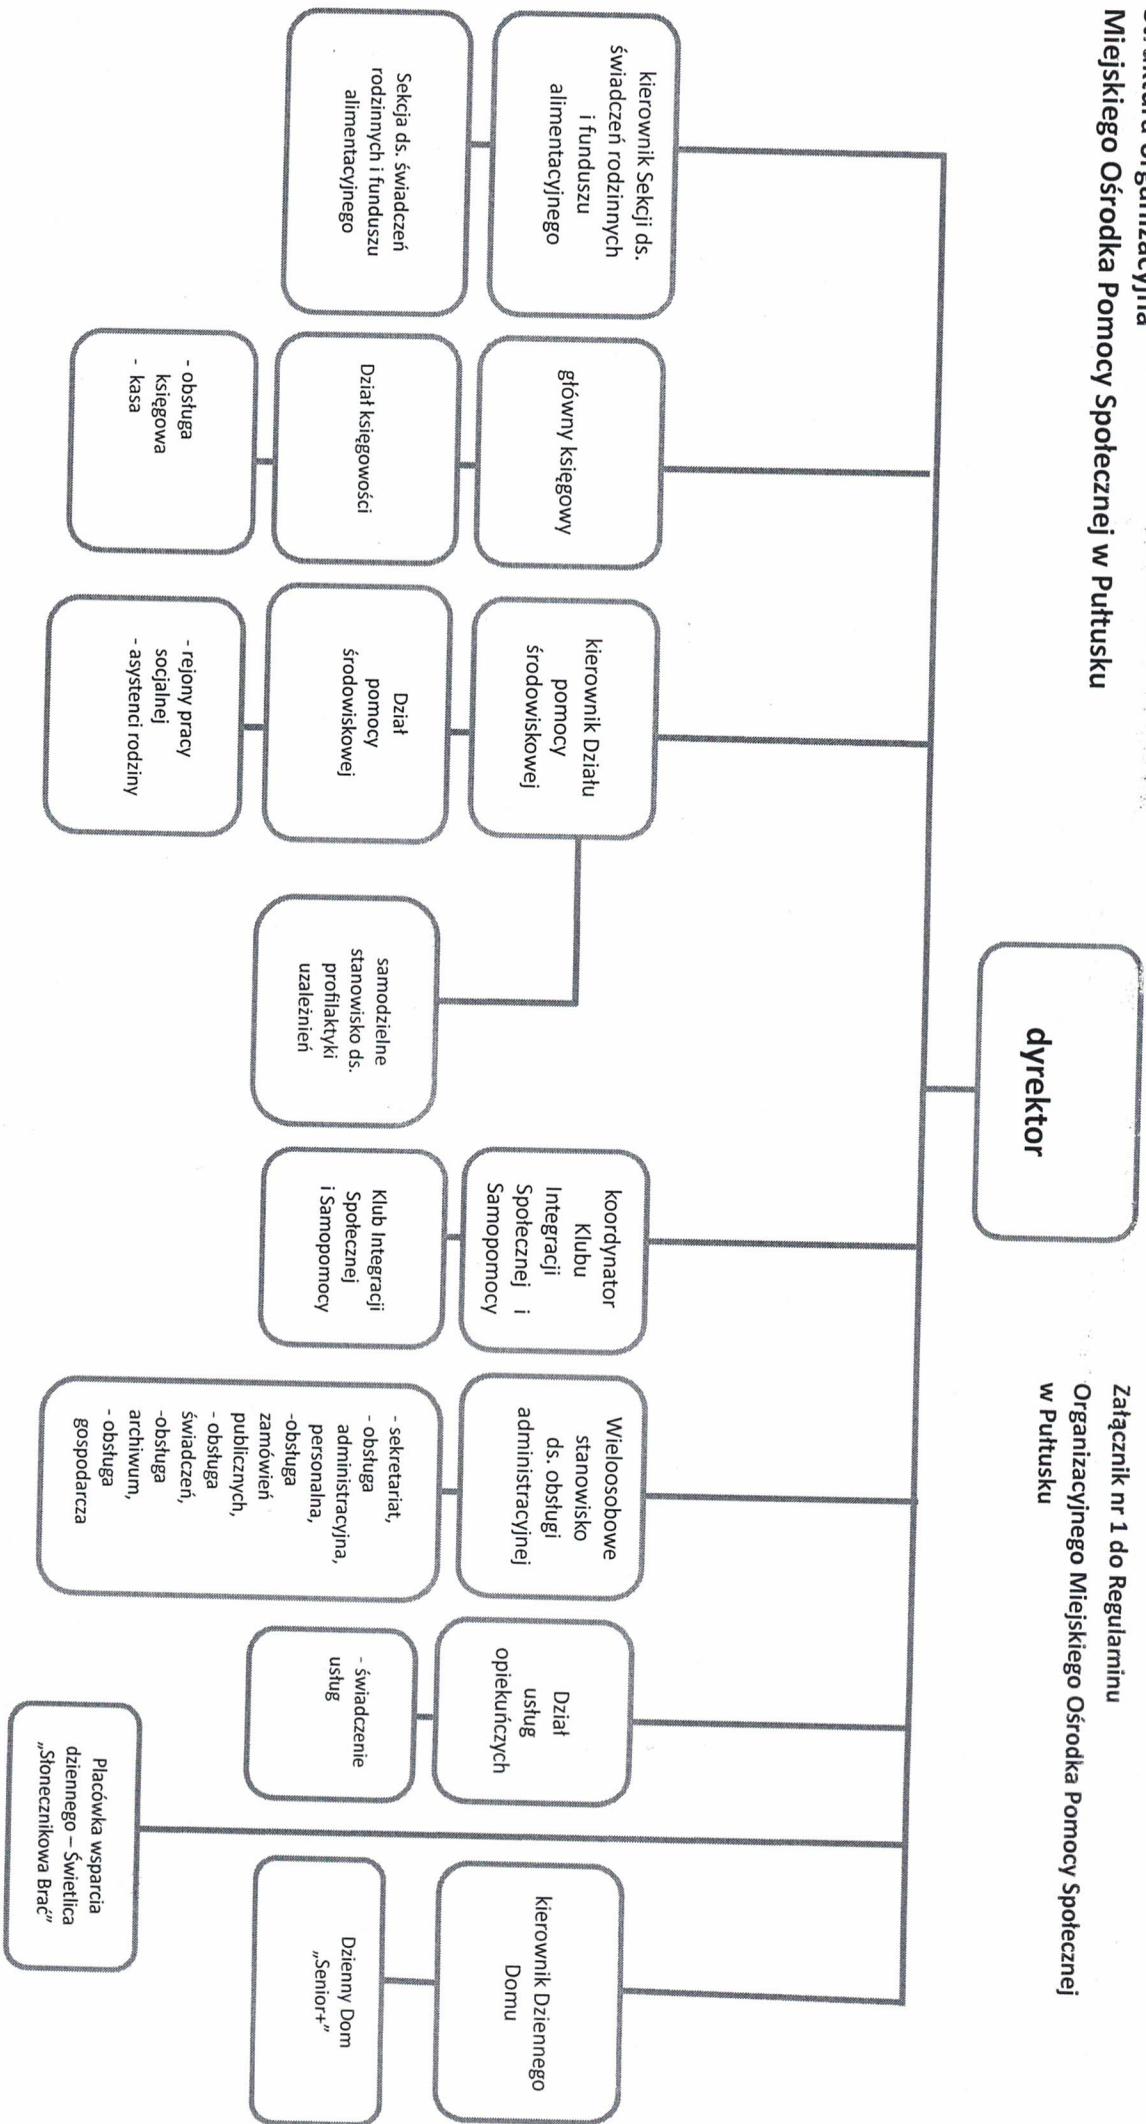 Miejskiego Ośrodka Pomocy Społecznej w Pułtusku
Załącznik nr 1 do Regulaminu
Organizacyjnego Miejskiego Ośrodka Pomocy Społecznej
w Pułtusku
dyrektor
kierownik Sekcji ds.
świadczeń rodzinnych
i funduszu
alimentacyjnego
Sekcja ds. świadczeń
rodzinnych i funduszu
alimentacyjnego
główny księgowy
Dział księgowości
- obsługa
księgowa
- kasa
kierownik Działu
pomocy
środowiskowej
Dział
pomocy
środowiskowej
- rejony pracy
socjalnej
- asystenci rodziny
samodzielne
stanowisko ds.
profilaktyki
uzależnień
koordynator
Klubu
Integracji
Społecznej i
Samopomocy
Klub Integracji
Społecznej
i Samopomocy
Wieloosobowe
stanowisko
ds. obsługi
administracyjnej
- sekretariat,
- obsługa
administracyjna,
personalna,
-obsługa
zamówień
publicznych,
- obsługa
świadczeń,
-obsługa
archiwum,
- obsługa
gospodarcza
Dział
usług
opiekuńczych
- świadczenie
usług
Placówka wsparcia
dziennego – Świetlica
„Słonecznikowa Brać”
kierownik Dziennego
Domu
Dzienny Dom
„Senior+”